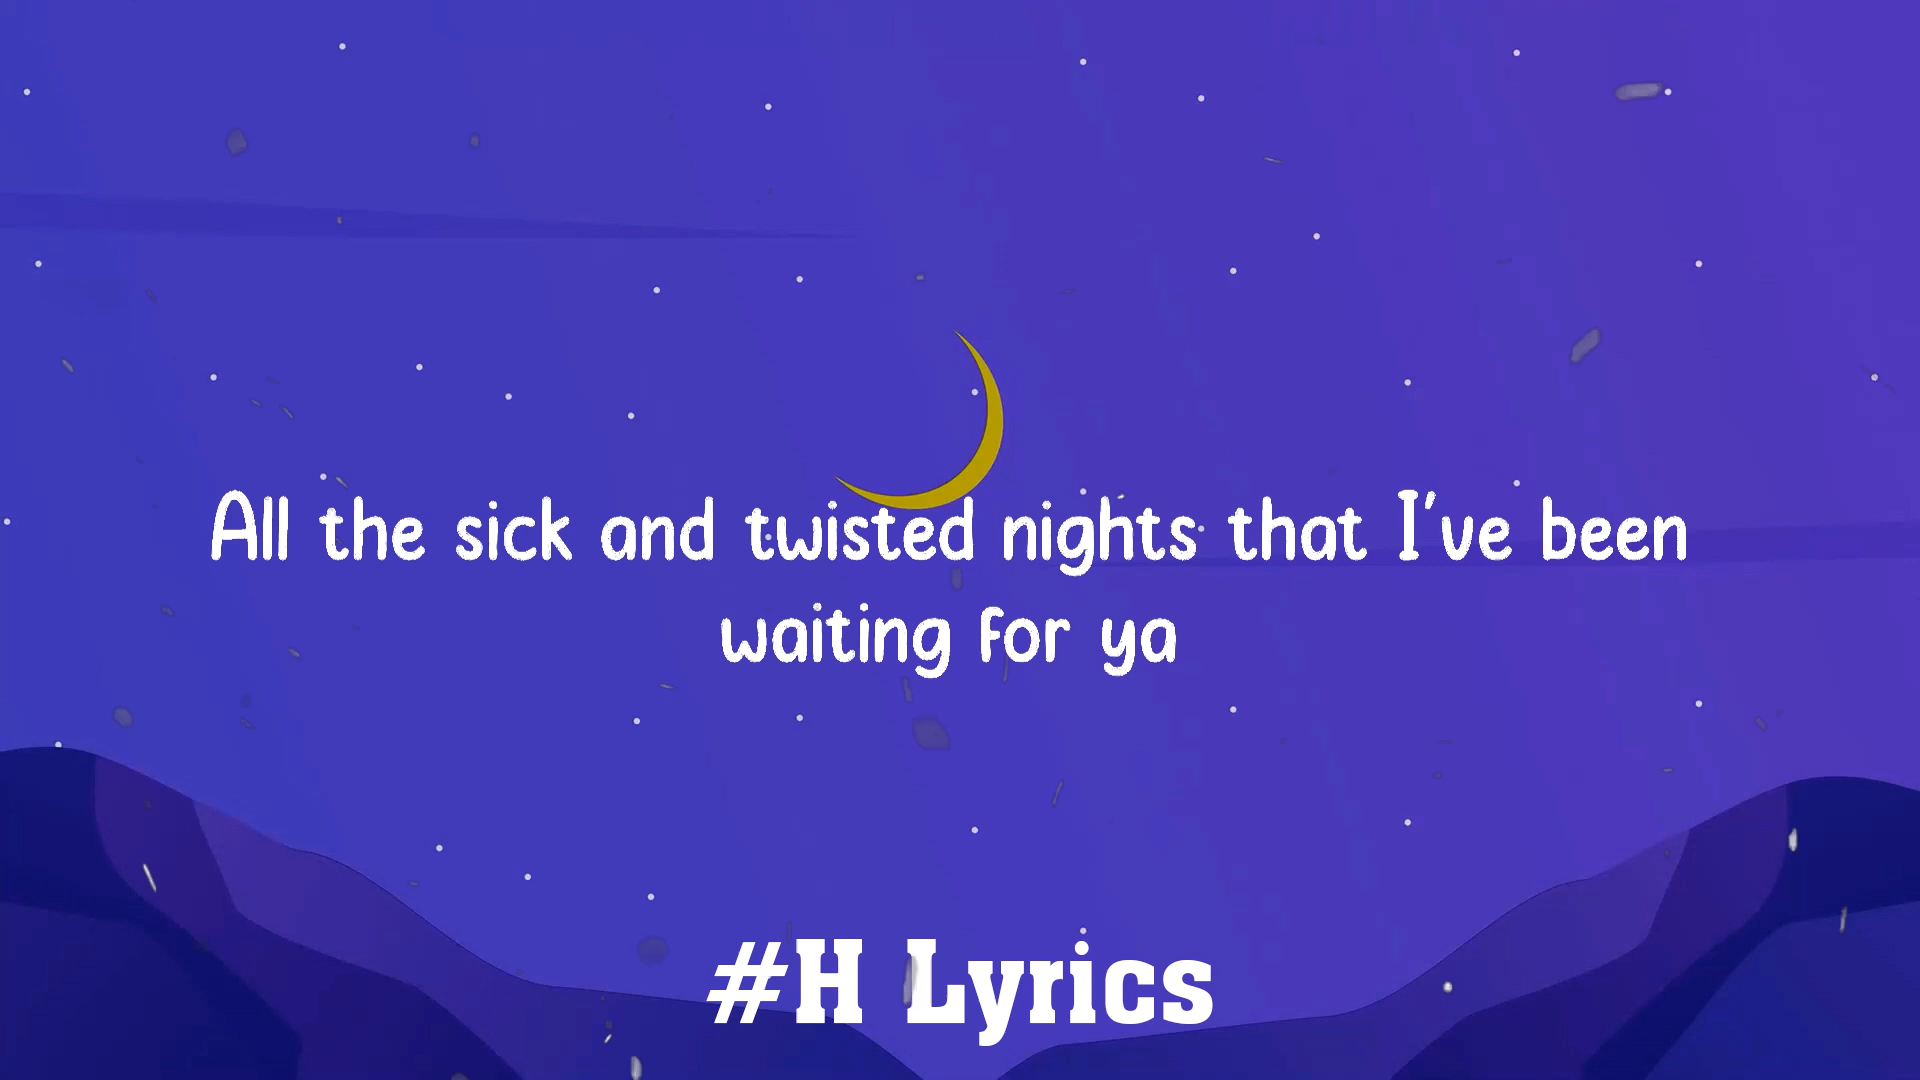 All the sick and twisted nights that I've been
waiting for ya
#H Lyrics